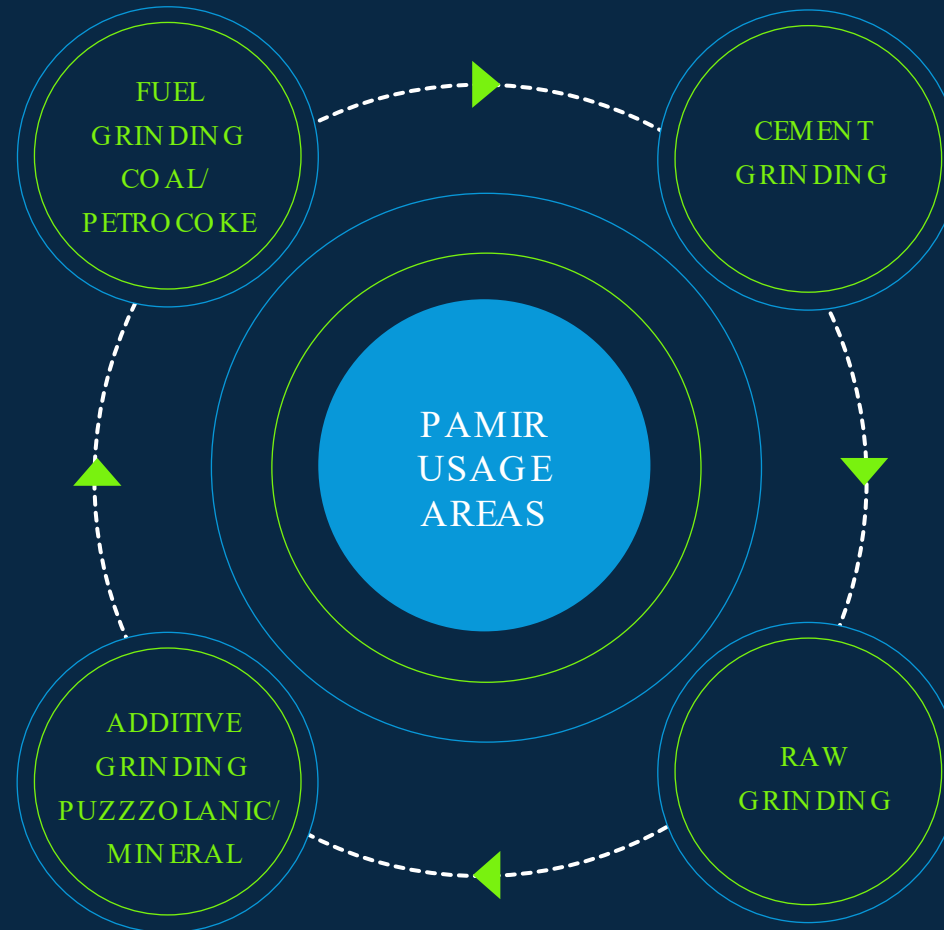 FUEL
GRINDING
COAL/
PETROCOKE
CEMENT
GRINDING
PAMIR
USAGE
AREAS
ADDITIVE
GRINDING
PUZZZOLANIC/
MINERAL
RAW
GRINDING